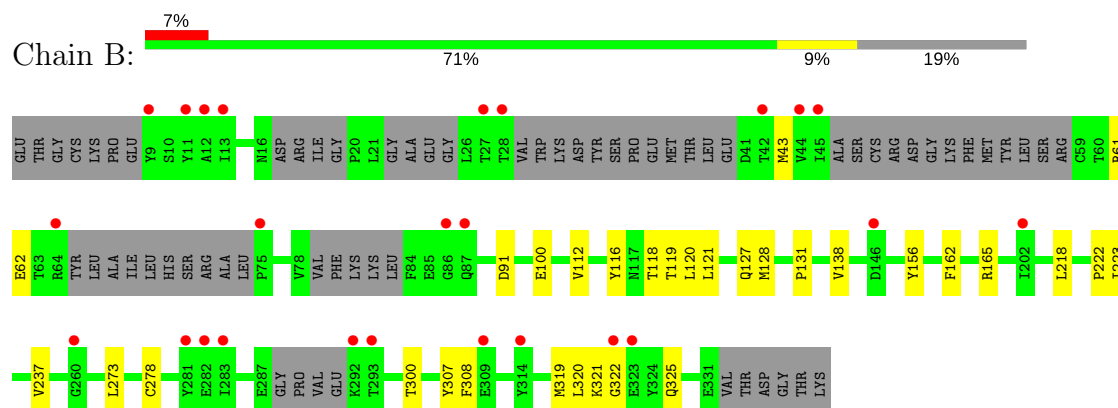 7%
Chain B:
71% 9% 19%
GLU THR GLY CYS LYS PRO GLU Y9 S10 Y11 A12 I13 N16 ASP ARG ILE GLY P20 L21 GLY ALA GLU GLY L26 T27 T28 VAL TRP LYS ASP TYR SER PRO GLU MET THR LEU GLU D41 T42 M43 V44 I45 ALA SER CYS ARG ASP GLY LYS PHE MET TYR LEU SER ARG C59 T60 R61
E62 T63 R64 TYR LEU ALA ILE LEU HIS SER ARG ALA LEU P75 V78 VAL PHE LYS LYS LEU F84 E85 G86 Q87 D91 E100 V112 Y116 N117 T118 T119 L120 L121 Q127 M128 P131 V138 D146 Y156 F162 R165 I202 L218 P222 I223
V237 G260 L273 C278 Y281 E282 I283 E287 GLY PRO VAL GLU K292 T293 T300 Y307 F308 E309 Y314 M319 L320 K321 G322 E323 Y324 Q325 E331 VAL THR ASP GLY THR LYS